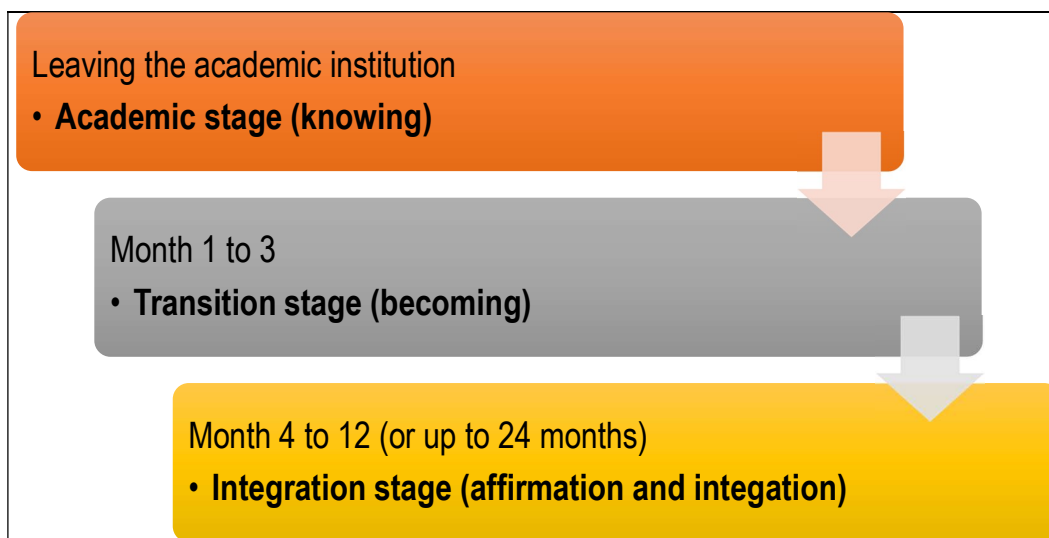 Leaving the academic institution
• Academic stage (knowing)
Month 1 to 3
• Transition stage (becoming)
Month 4 to 12 (or up to 24 months)
• Integration stage (affirmation and integation)